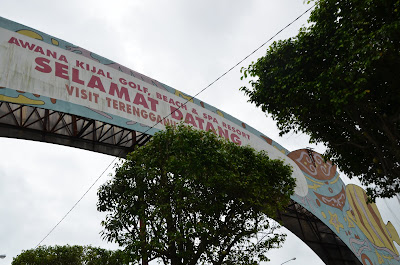 AWANA KIJAL GOLF, BEACH & SPA RESORT
SELAMAT DATANG
VISIT TERENGGANU